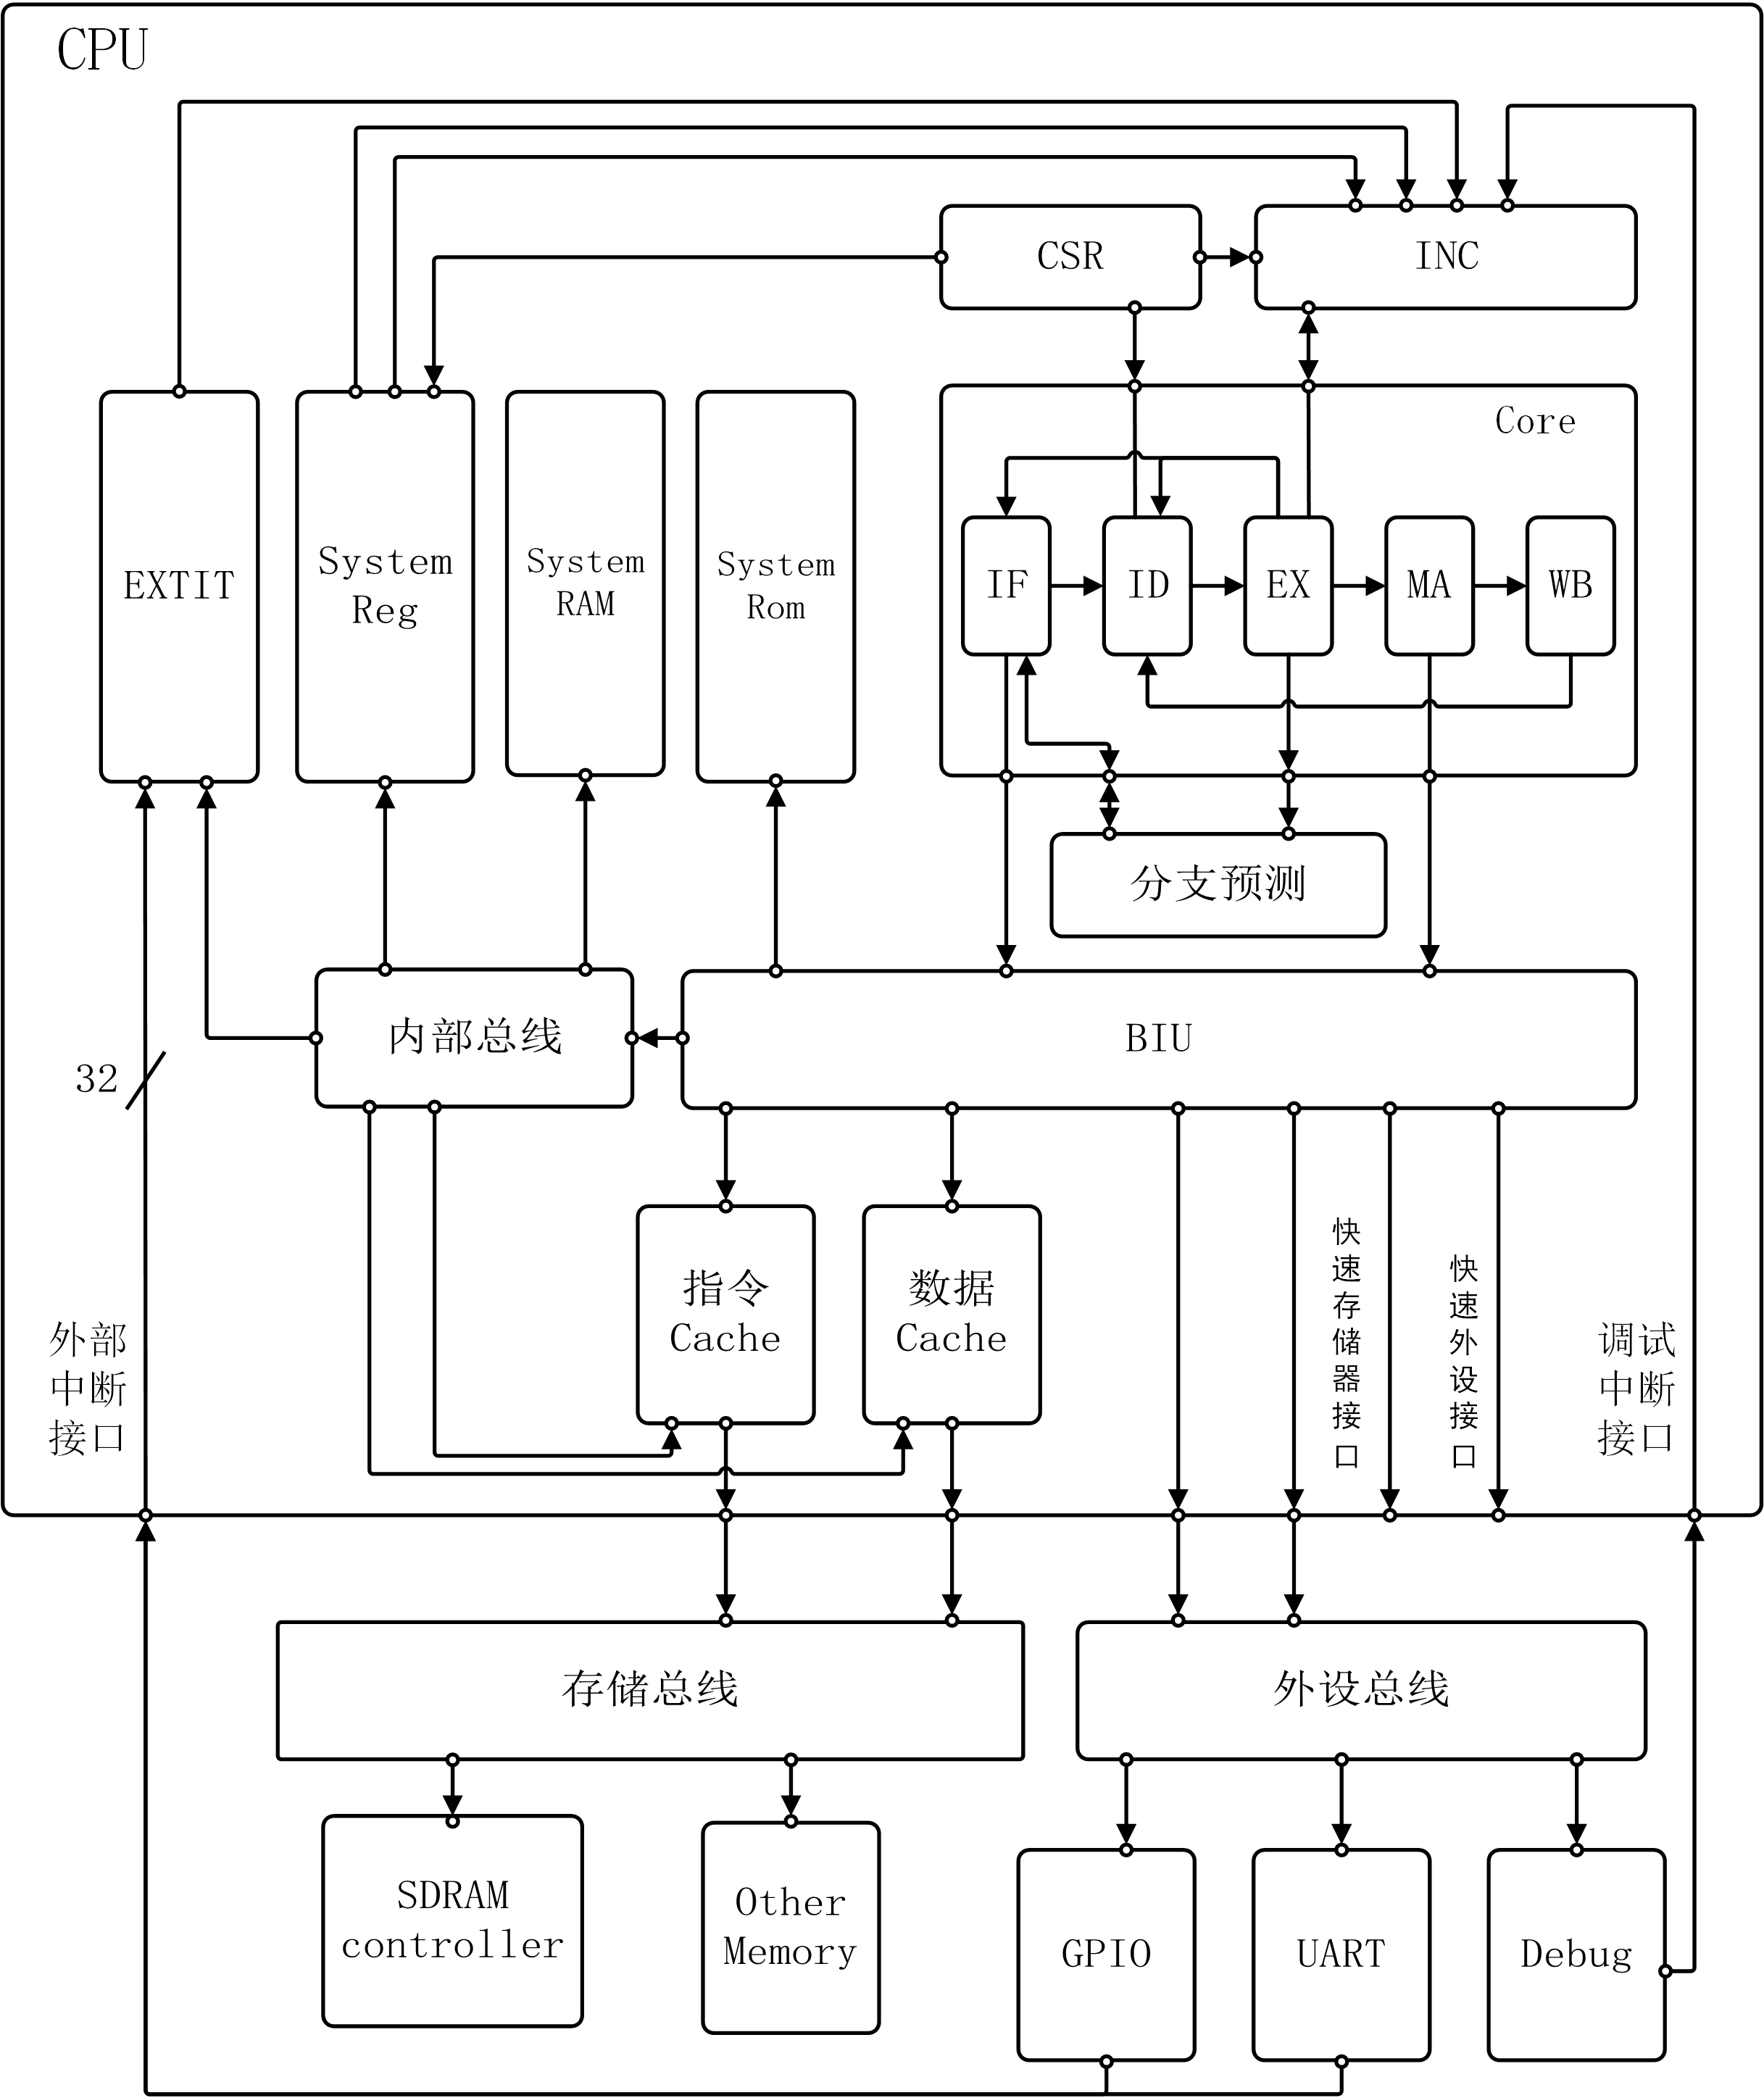 CPU
CSR
INC
Core
EXTIT
System
Reg
System
RAM
System
Rom
IF
ID
EX
MA
WB
分支预测
内部总线
BIU
32
指令
Cache
数据
Cache
快速存储器接口
快速外设接口
外部
中断
接口
调试
中断
接口
存储总线
外设总线
SDRAM
controller
Other
Memory
GPIO
UART
Debug